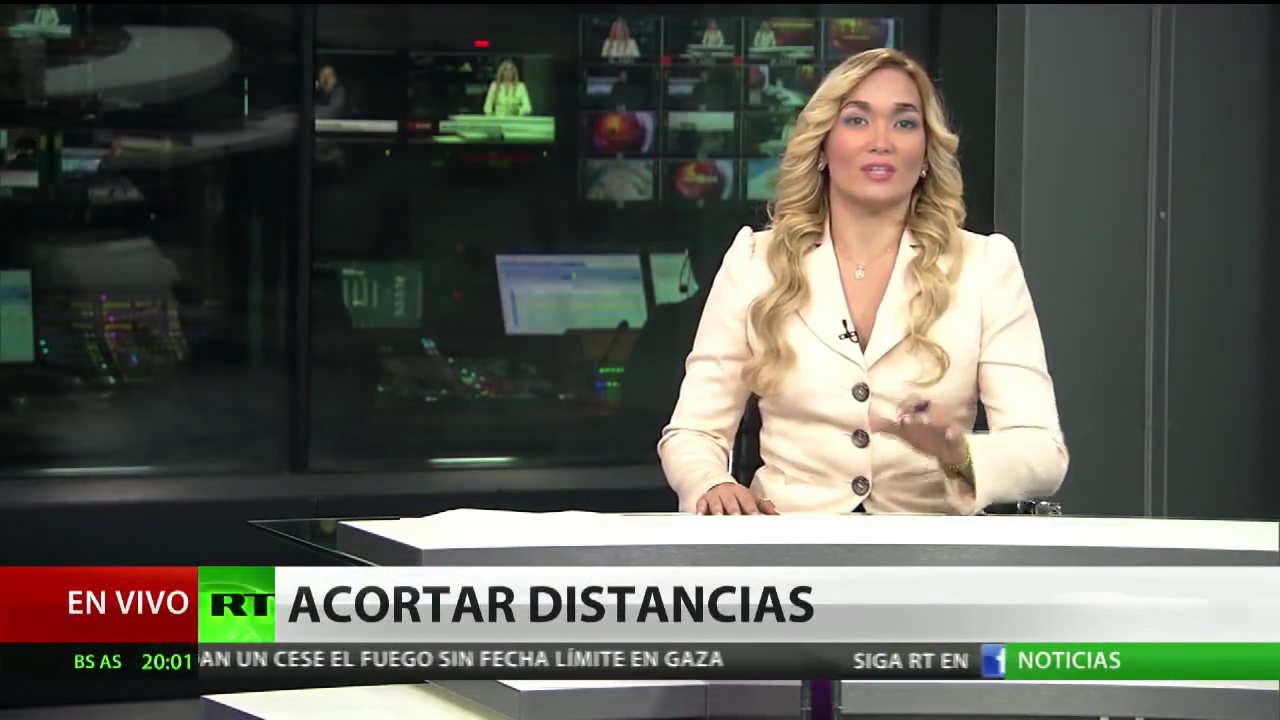 EN VIVO
RT
ACORTAR DISTANCIAS
BS AS 20:01
UN CESE EL FUEGO SIN FECHA LÍMITE EN GAZA
SIGA RT EN
NOTICIAS